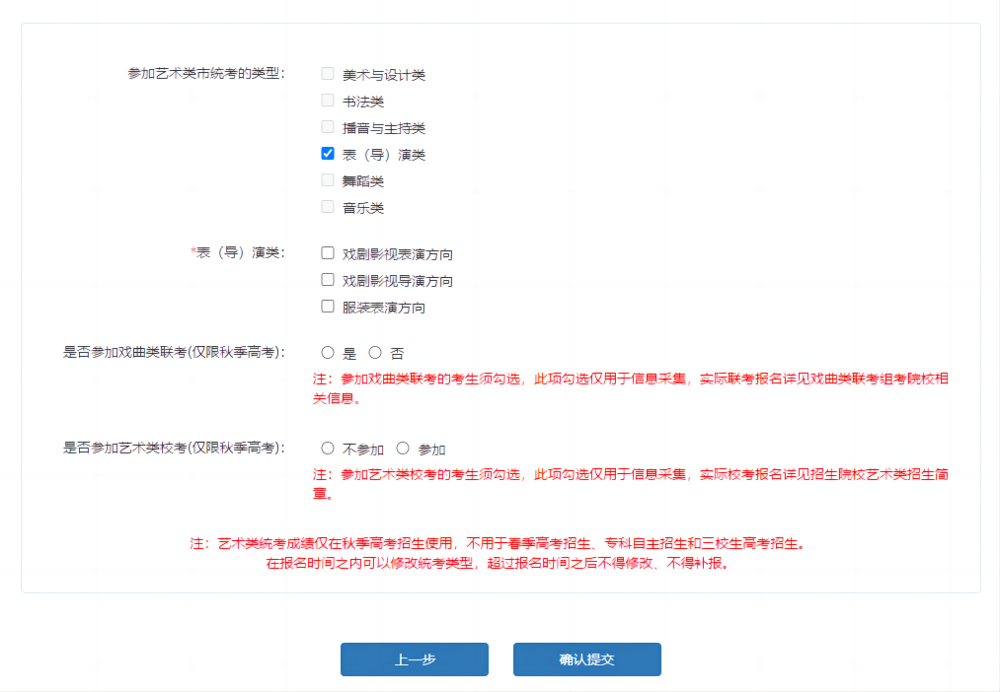 参加艺术类市统考的类型：
美术与设计类
书法类
播音与主持类
表（导）演类
舞蹈类
音乐类
*表（导）演类：
戏剧影视表演方向
戏剧影视导演方向
服装表演方向
是否参加戏曲类联考(仅限秋季高考)： 是 否
注：参加戏曲类联考的考生须勾选，此项勾选仅用于信息采集，实际联考报名详见戏曲类联考组考院校相
关信息。
是否参加艺术类校考(仅限秋季高考)： 不参加 参加
注：参加艺术类校考的考生须勾选，此项勾选仅用于信息采集，实际校考报名详见招生院校艺术类招生简
章。
注：艺术类统考成绩仅在秋季高考招生使用，不用于春季高考招生、专科自主招生和三校生高考招生。
在报名时间之内可以修改统考类型，超过报名时间之后不得修改、不得补报。
上一步 确认提交